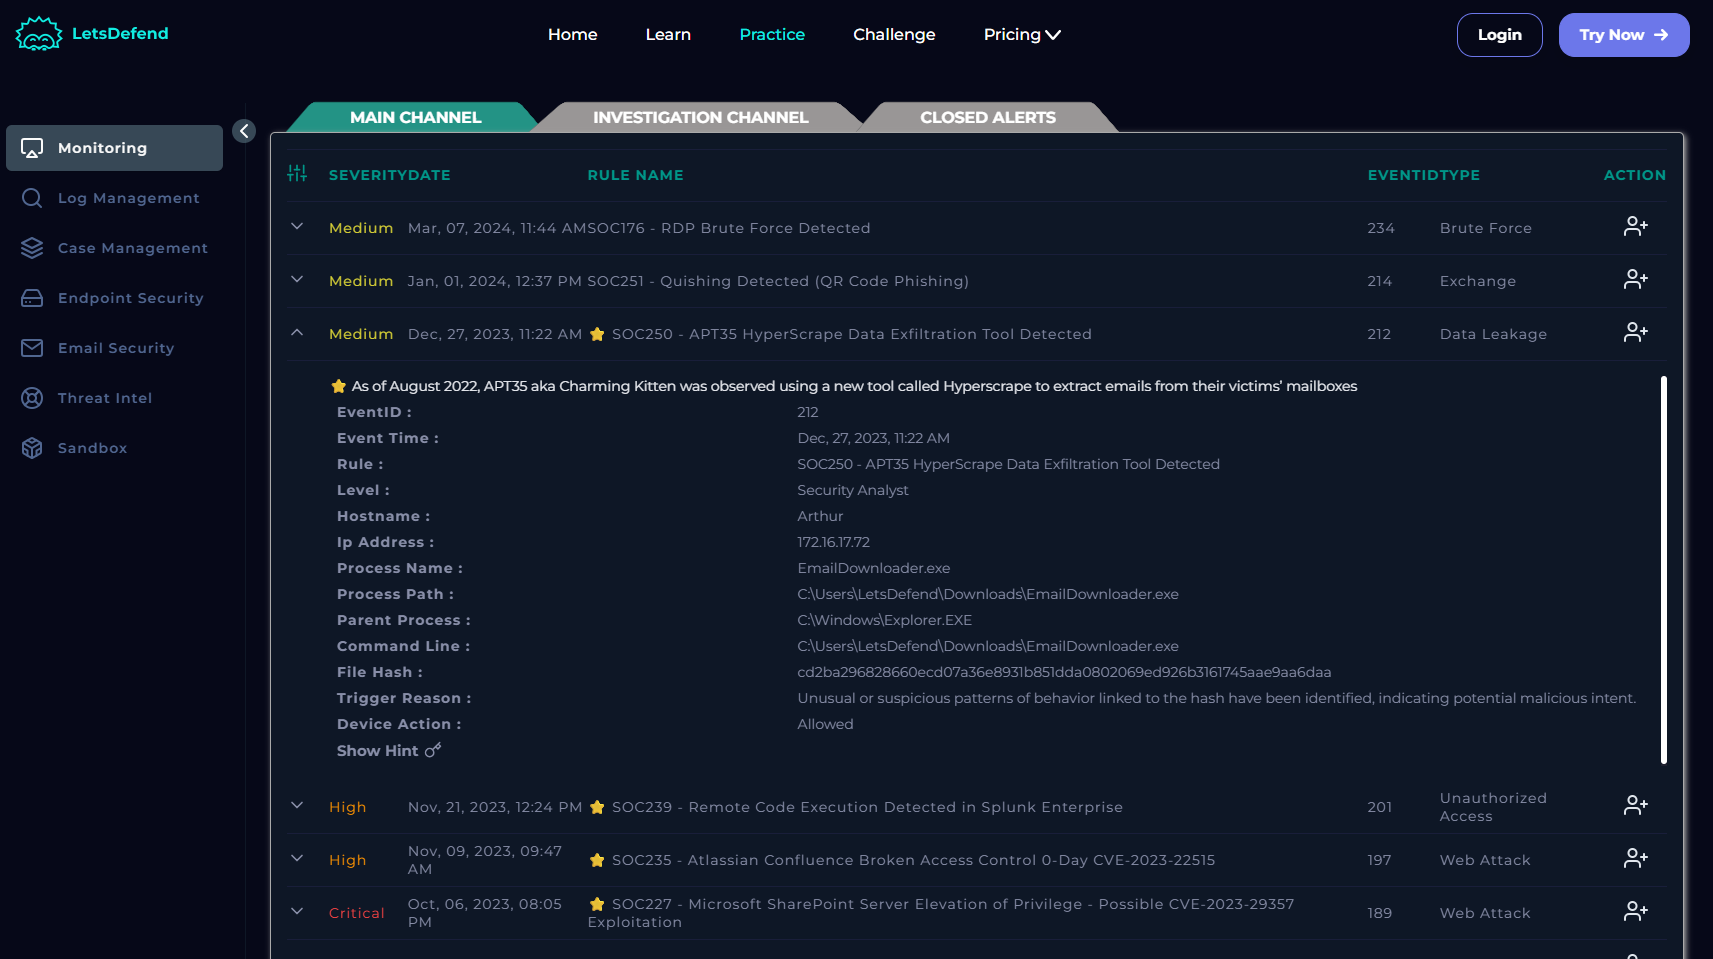 LetsDefend
Home Learn Practice Challenge Pricing
Login Try Now →
Monitoring
Log Management
Case Management
Endpoint Security
Email Security
Threat Intel
Sandbox
MAIN CHANNEL INVESTIGATION CHANNEL CLOSED ALERTS
SEVERITY DATE RULE NAME EVENTID TYPE ACTION
Medium Mar, 07, 2024, 11:44 AM SOC176 - RDP Brute Force Detected 234 Brute Force
Medium Jan, 01, 2024, 12:37 PM SOC251 - Quishing Detected (QR Code Phishing) 214 Exchange
Medium Dec, 27, 2023, 11:22 AM SOC250 - APT35 HyperScrape Data Exfiltration Tool Detected 212 Data Leakage
As of August 2022, APT35 aka Charming Kitten was observed using a new tool called Hyperscrape to extract emails from their victims' mailboxes
EventID : 212
Event Time : Dec, 27, 2023, 11:22 AM
Rule : SOC250 - APT35 HyperScrape Data Exfiltration Tool Detected
Level : Security Analyst
Hostname : Arthur
Ip Address : 172.16.17.72
Process Name : EmailDownloader.exe
Process Path : C:\Users\LetsDefend\Downloads\EmailDownloader.exe
Parent Process : C:\Windows\Explorer.EXE
Command Line : C:\Users\LetsDefend\Downloads\EmailDownloader.exe
File Hash : cd2ba296828660ecd07a36e8931b851dda0802069ed926b3161745aae9aa6daa
Trigger Reason : Unusual or suspicious patterns of behavior linked to the hash have been identified, indicating potential malicious intent.
Device Action : Allowed
Show Hint
High Nov, 21, 2023, 12:24 PM SOC239 - Remote Code Execution Detected in Splunk Enterprise 201 Unauthorized
Access
High Nov, 09, 2023, 09:47
AM SOC235 - Atlassian Confluence Broken Access Control 0-Day CVE-2023-22515 197 Web Attack
Critical Oct, 06, 2023, 08:05
PM SOC227 - Microsoft SharePoint Server Elevation of Privilege - Possible CVE-2023-29357
Exploitation 189 Web Attack